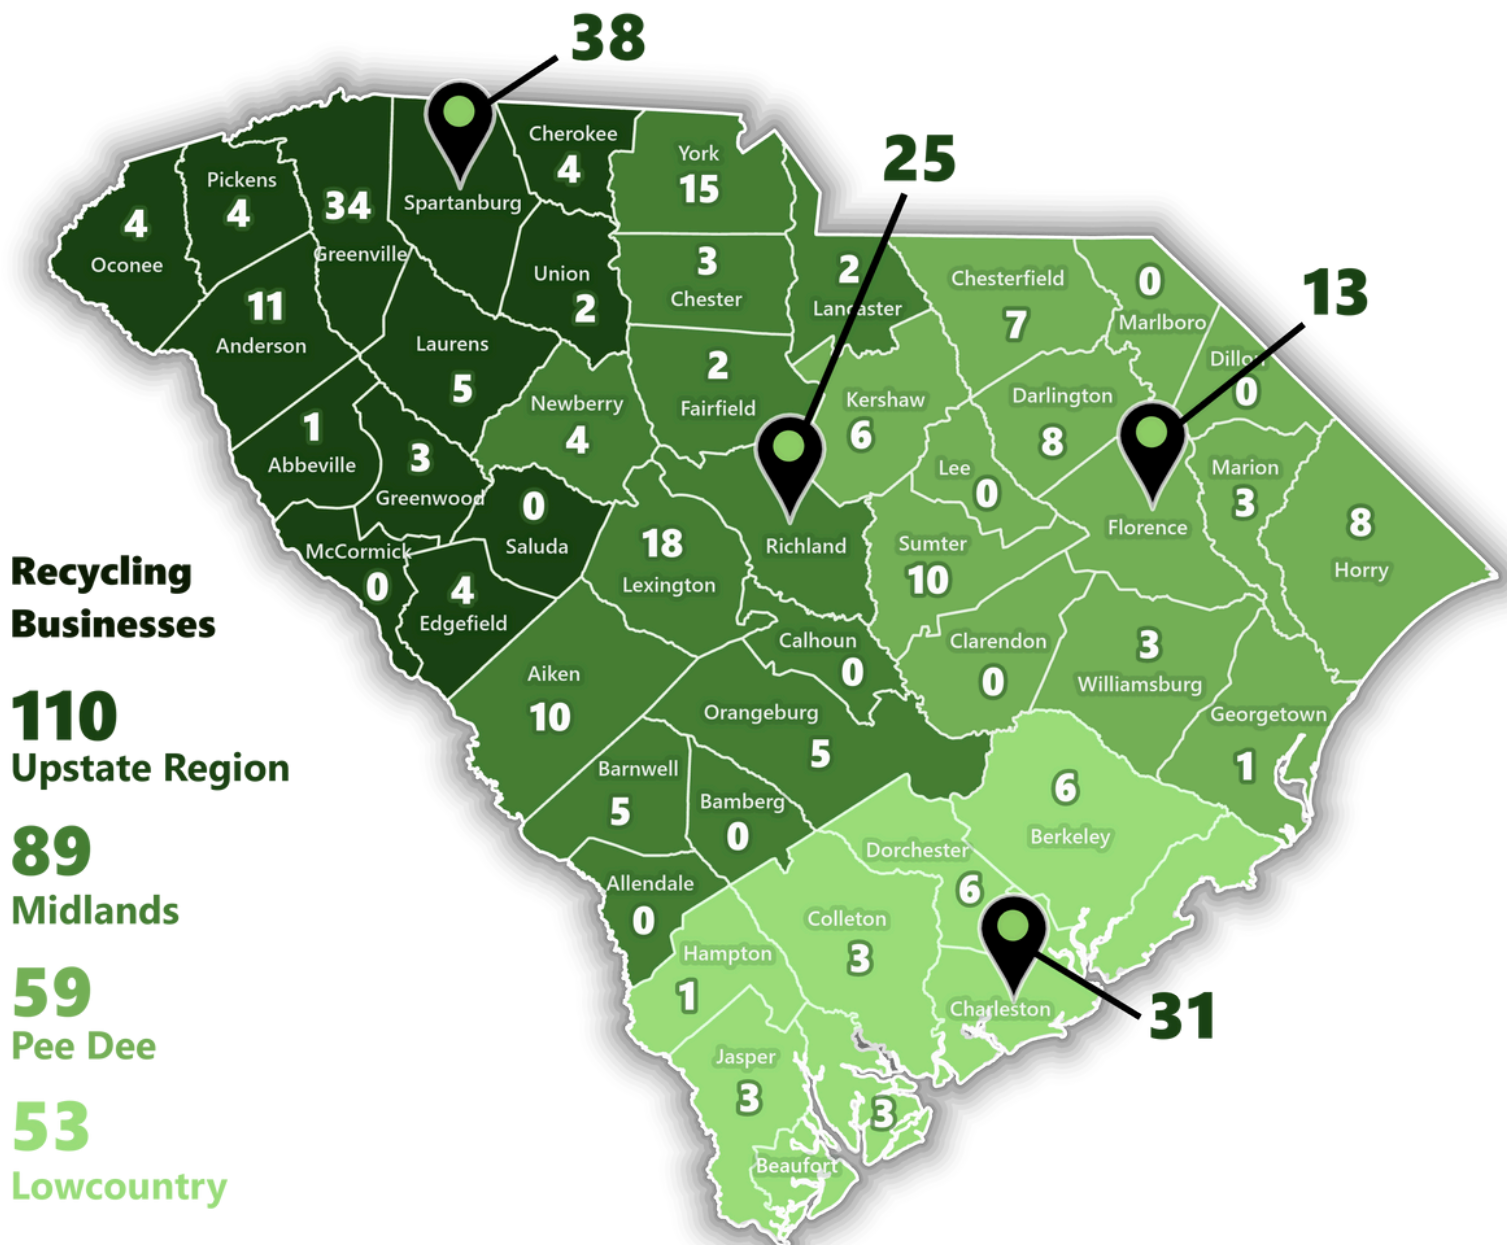 38
Cherokee
4
York
15
25
Pickens
4
34
Greenville
Spartanburg
4
Oconee
Union
2
3
Chester
2
Lancaster
Chesterfield
7
0
Marlboro
13
11
Anderson
Laurens
5
2
Fairfield
Kershaw
6
Darlington
8
Dillon
0
Newberry
4
1
Abbeville
3
Greenwood
Lee
0
Marion
3
0
Saluda
18
Lexington
Richland
Sumter
10
Florence
8
Horry
McCormick
0
4
Edgefield
Recycling
Businesses
Calhoun
0
Clarendon
0
3
Williamsburg
Aiken
10
Orangeburg
5
Georgetown
1
110
Upstate Region
Barnwell
5
Bamberg
0
6
Berkeley
89
Midlands
Allendale
0
Dorchester
6
Colleton
3
Hampton
1
59
Pee Dee
Charleston
31
Jasper
3
3
Beaufort
53
Lowcountry